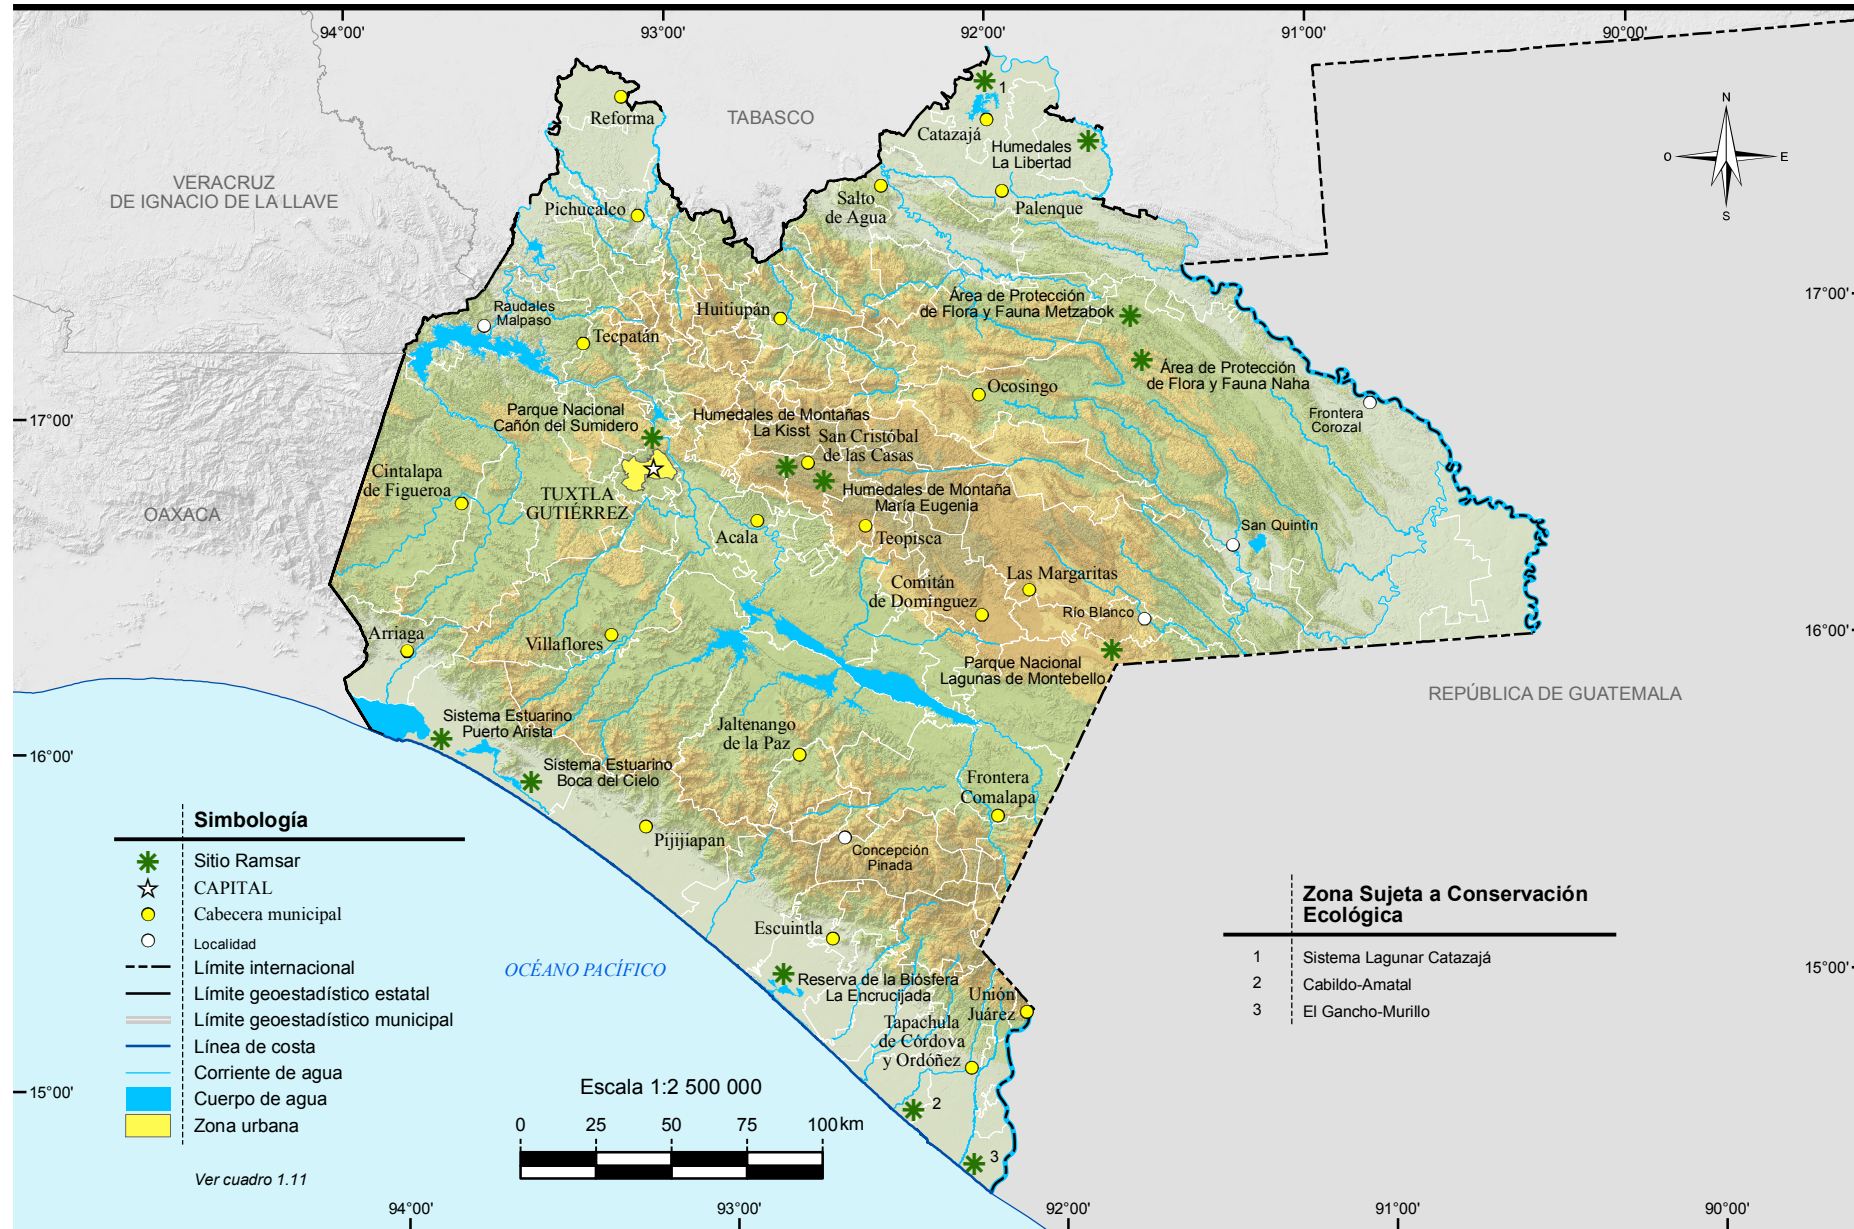 94°00'
93°00'
92°00'
91°00'
90°00'
TABASCO
Reforma
1
Catazajá
Humedales
La Libertad
N
O
E
S
VERACRUZ
DE IGNACIO DE LA LLAVE
Pichucalco
Salto
de Agua
Palenque
17°00'
Raudales
Malpaso
Huitiupán
Área de Protección
de Flora y Fauna Metzabok
Tecpatán
Área de Protección
de Flora y Fauna Naha
Ocosingo
Frontera
Corozal
17°00'
Parque Nacional
Cañón del Sumidero
Humedales de Montañas
La Kisst
San Cristóbal
de las Casas
Cintalapa
de Figueroa
TUXTLA
GUTIÉRREZ
Humedales de Montaña
María Eugenia
OAXACA
Acala
Teopisca
San Quintín
Comitán
de Domínguez
Las Margaritas
Río Blanco
16°00'
Arriaga
Villaflores
Parque Nacional
Lagunas de Montebello
REPÚBLICA DE GUATEMALA
Sistema Estuarino
Puerto Arista
Jaltenango
de la Paz
16°00'
Sistema Estuarino
Boca del Cielo
Frontera
Comalapa
Pijijiapan
Concepción
Pinada
Escuintla
OCÉANO PACÍFICO
Reserva de la Biósfera
La Encrucijada
Unión
Juárez
Tapachula
de Córdova
y Ordóñez
15°00'
15°00'
2
3
Simbología
Sitio Ramsar
CAPITAL
Cabecera municipal
Localidad
Límite internacional
Límite geoestadístico estatal
Límite geoestadístico municipal
Línea de costa
Corriente de agua
Cuerpo de agua
Zona urbana
Ver cuadro 1.11
Escala 1:2 500 000
0 25 50 75 100 km
Zona Sujeta a Conservación
Ecológica
1 Sistema Lagunar Catazajá
2 Cabildo-Amatal
3 El Gancho-Murillo
94°00'
93°00'
92°00'
91°00'
90°00'